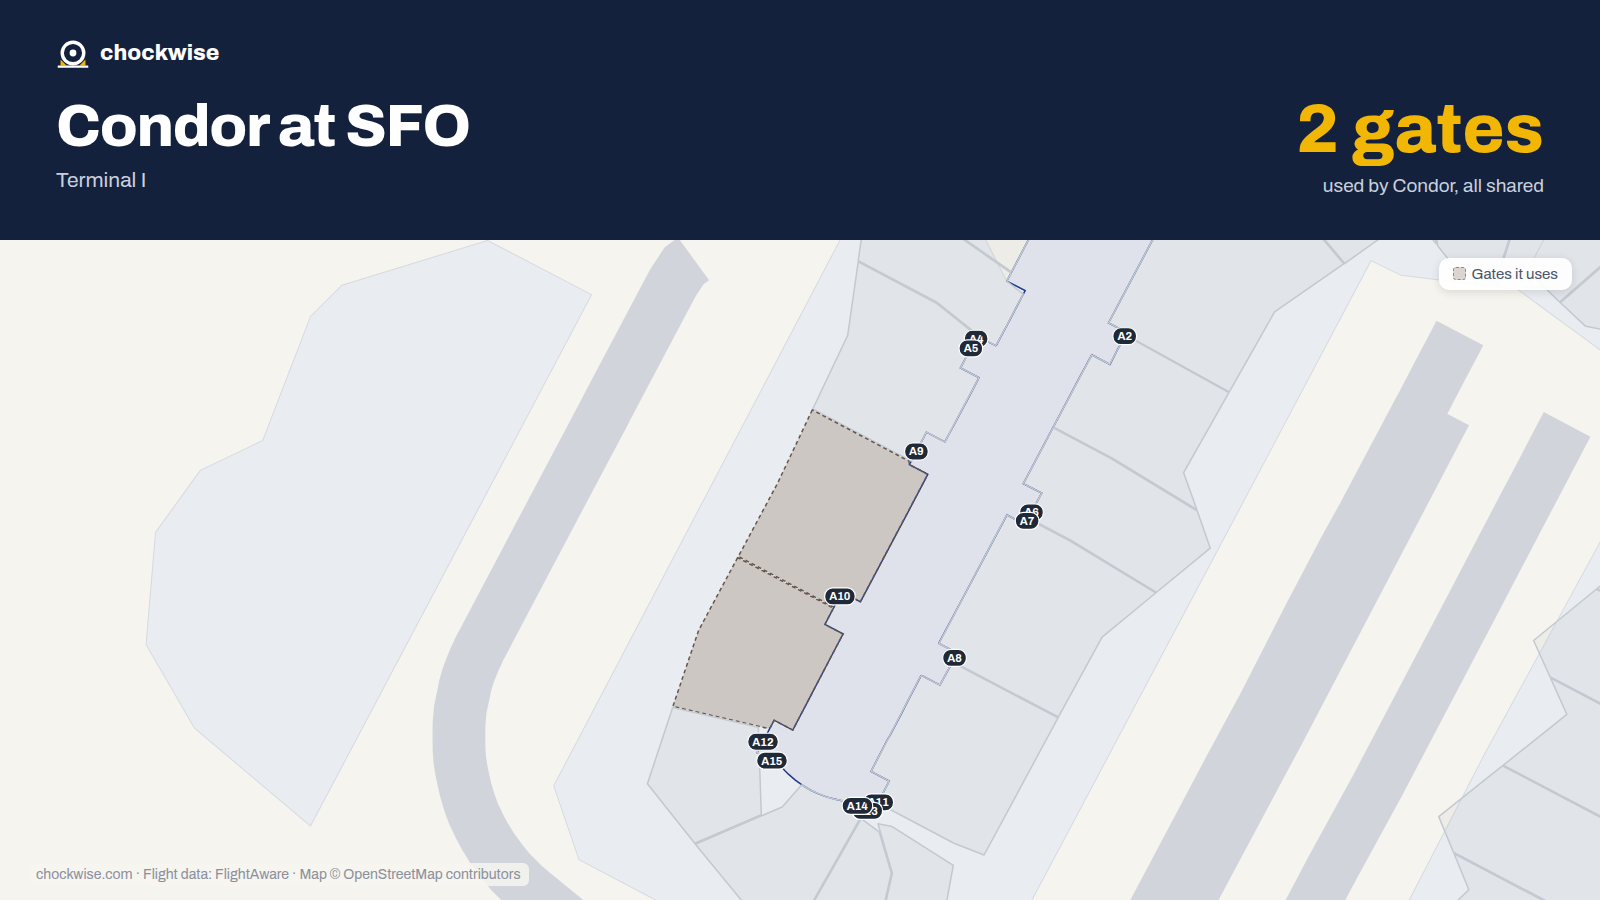 chockwise
Condor at SFO
Terminal I
2 gates
used by Condor, all shared
Gates it uses
A2
A5
A9
A7
A10
A8
A12
A15
A14
chockwise.com · Flight data: FlightAware · Map © OpenStreetMap contributors